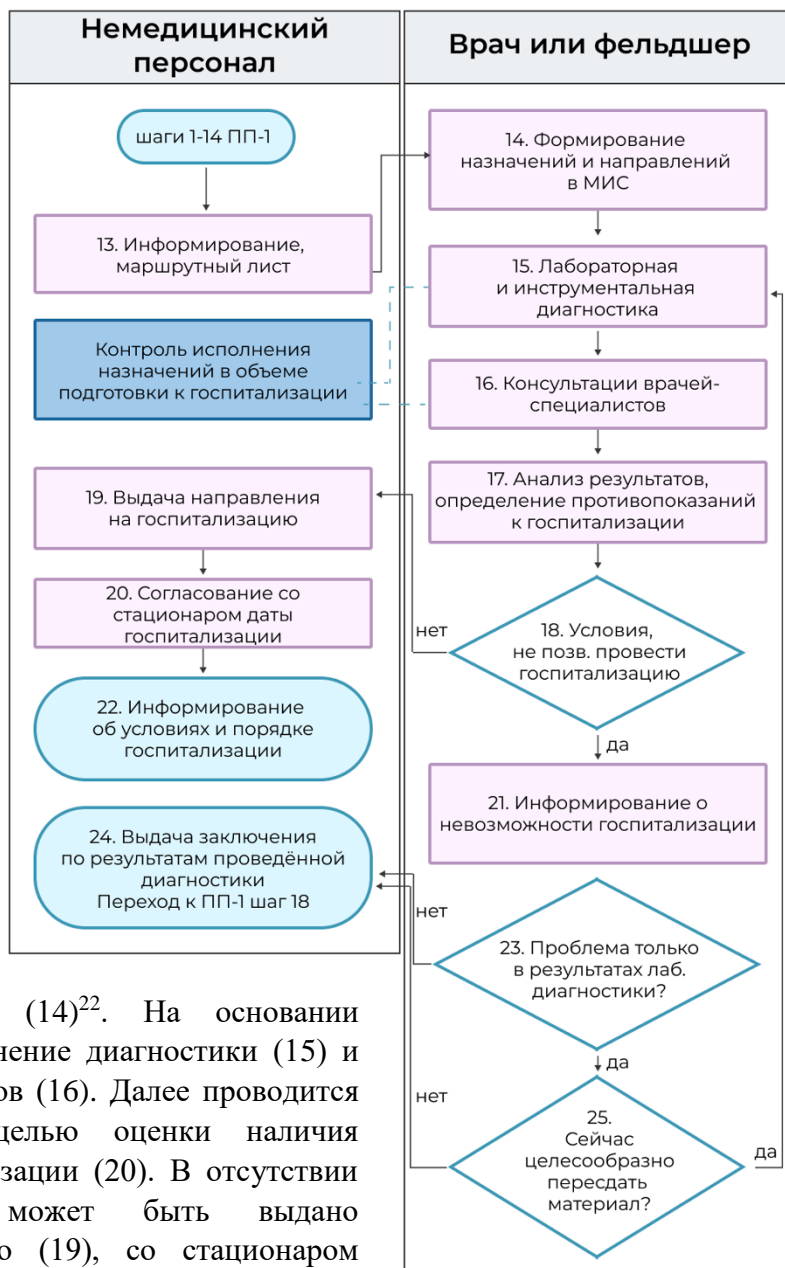 Немедицинский
персонал
Врач или фельдшер
шаги 1-14 ПП-1
13. Информирование,
маршрутный лист
Контроль исполнения
назначений в объеме
подготовки к госпитализации
19. Выдача направления
на госпитализацию
20. Согласование со
стационаром даты
госпитализации
22. Информирование
об условиях и порядке
госпитализации
24. Выдача заключения
по результатам проведённой
диагностики
Переход к ПП-1 шаг 18
14. Формирование
назначений и направлений
в МИС
15. Лабораторная
и инструментальная
диагностика
16. Консультации врачей-
специалистов
17. Анализ результатов,
определение противопоказаний
к госпитализации
нет
18. Условия,
не позв. провести
госпитализацию
да
21. Информирование о
невозможности госпитализации
нет
23. Проблема только
в результатах лаб.
диагностики?
да
нет
25.
Сейчас
целесообразно
пересдать
материал?
да
(14)22. На основании
нение диагностики (15) и
ов (16). Далее проводится
целью оценки наличия
изации (20). В отсутствии
может быть выдано
о (19), со стационаром